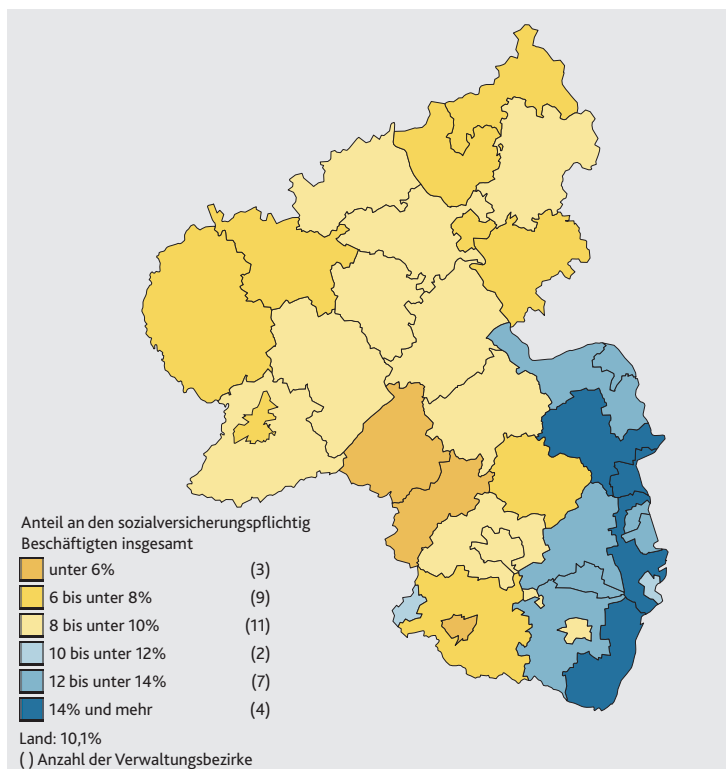 Anteil an den sozialversicherungspflichtig
Beschäftigten insgesamt
unter 6% (3)
6 bis unter 8% (9)
8 bis unter 10% (11)
10 bis unter 12% (2)
12 bis unter 14% (7)
14% und mehr (4)
Land: 10,1%
( ) Anzahl der Verwaltungsbezirke